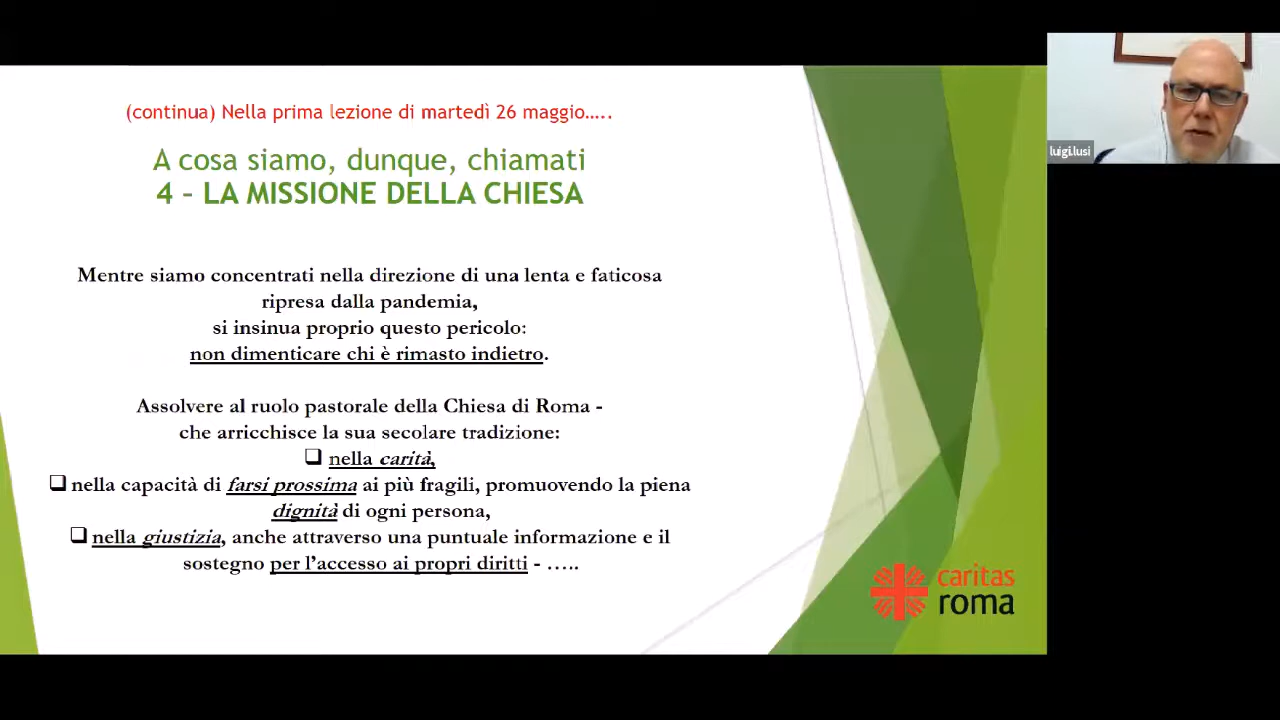 (continua) Nella prima lezione di martedì 26 maggio…..
A cosa siamo, dunque, chiamati
4 – LA MISSIONE DELLA CHIESA
Mentre siamo concentrati nella direzione di una lenta e faticosa
ripresa dalla pandemia,
si insinua proprio questo pericolo:
non dimenticare chi è rimasto indietro.
Assolvere al ruolo pastorale della Chiesa di Roma -
che arricchisce la sua secolare tradizione:
❑ nella carità,
❑ nella capacità di farsi prossima ai più fragili, promuovendo la piena
dignità di ogni persona,
❑ nella giustizia, anche attraverso una puntuale informazione e il
sostegno per l’accesso ai propri diritti - …..
caritas
roma
luigi.lusi